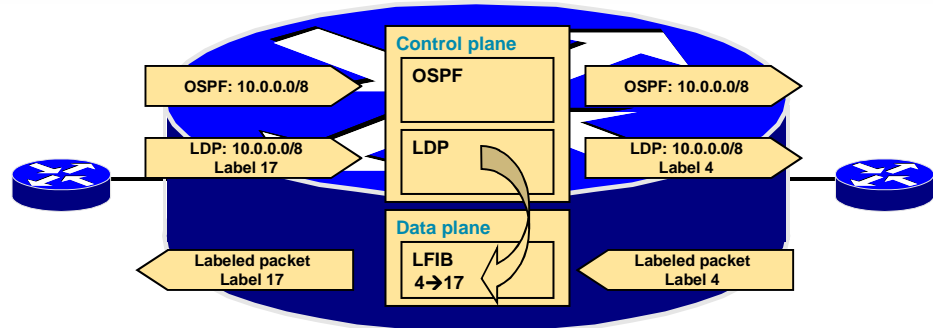 Control plane
OSPF
OSPF: 10.0.0.0/8
OSPF: 10.0.0.0/8
LDP: 10.0.0.0/8
Label 17
LDP
LDP: 10.0.0.0/8
Label 4
Data plane
Labeled packet
Label 17
LFIB
4→17
Labeled packet
Label 4